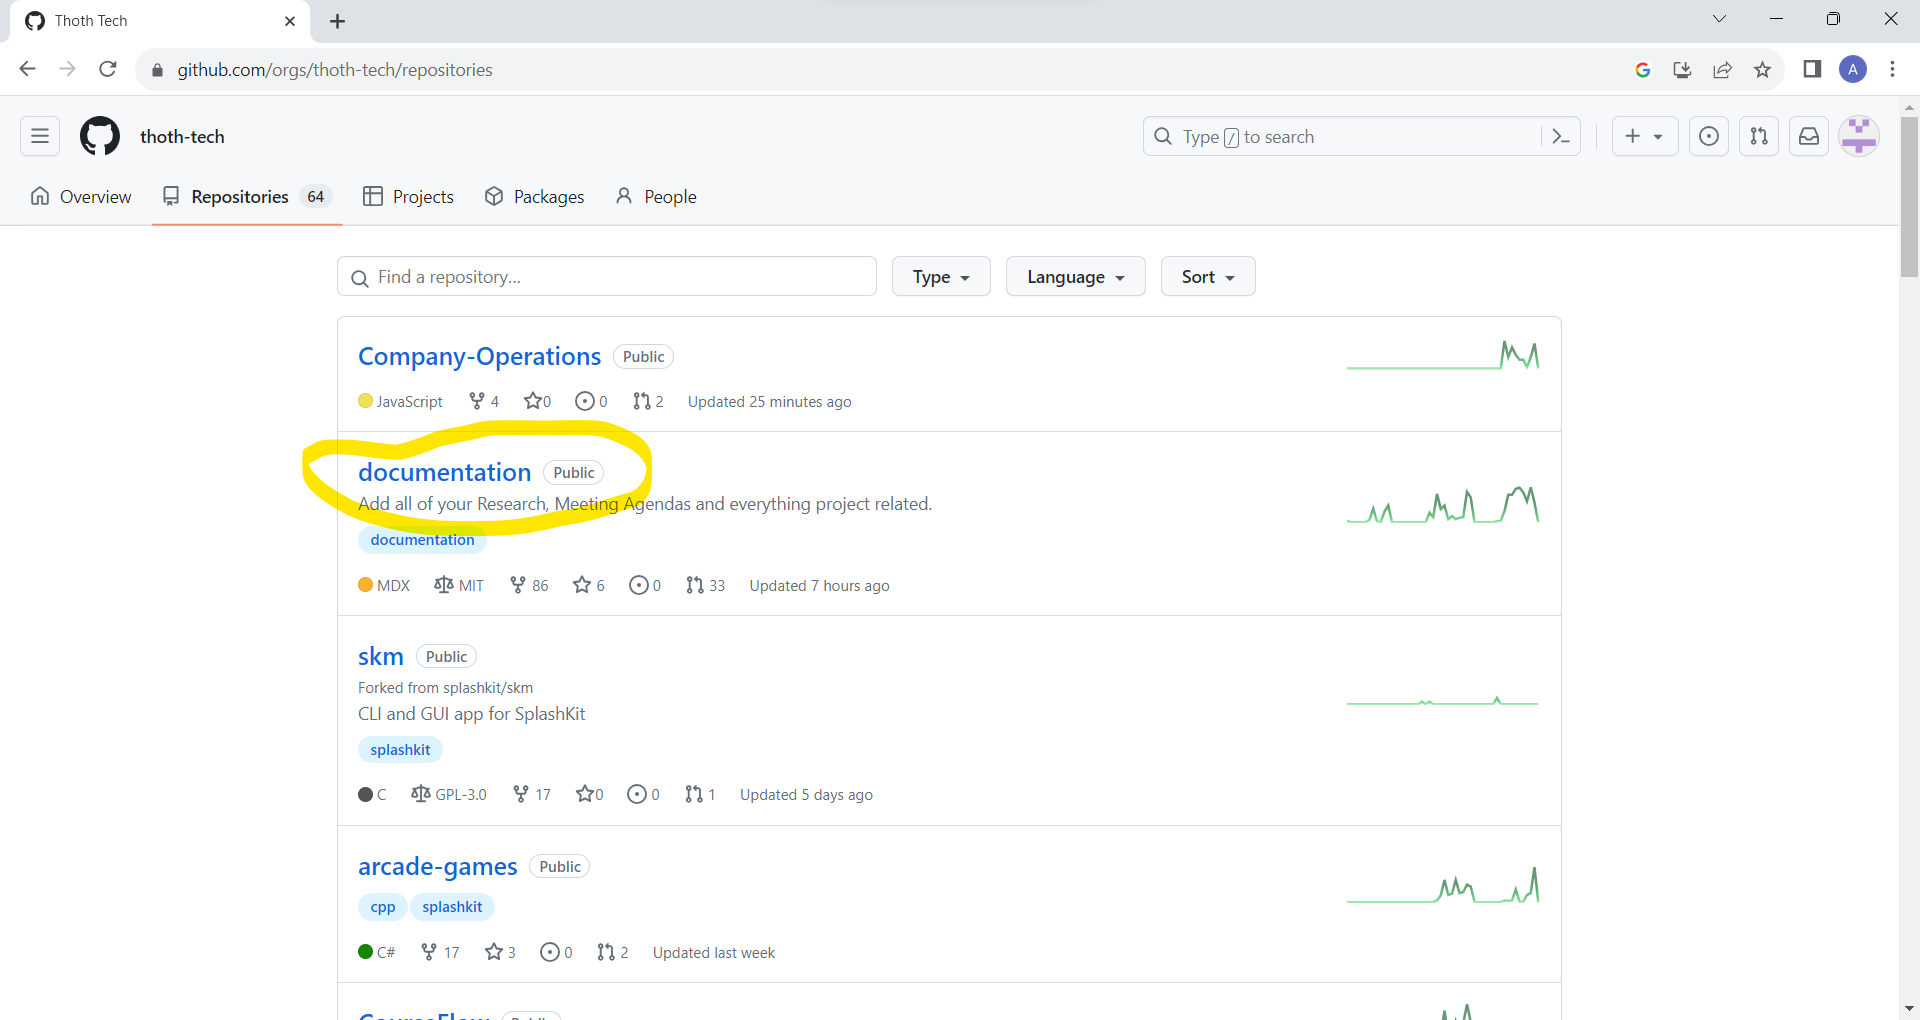 Thoth Tech
github.com/orgs/thoth-tech/repositories
A
thoth-tech
Type / to search
Overview
Repositories 64
Projects
Packages
People
Find a repository...
Type
Language
Sort
Company-Operations Public
JavaScript 4 0 0 2 Updated 25 minutes ago
documentation Public
Add all of your Research, Meeting Agendas and everything project related.
documentation
MDX MIT 86 6 0 33 Updated 7 hours ago
skm Public
Forked from splashkit/skm
CLI and GUI app for SplashKit
splashkit
C GPL-3.0 17 0 0 1 Updated 5 days ago
arcade-games Public
cpp splashkit
C# 17 3 0 2 Updated last week
CourseFlow Public